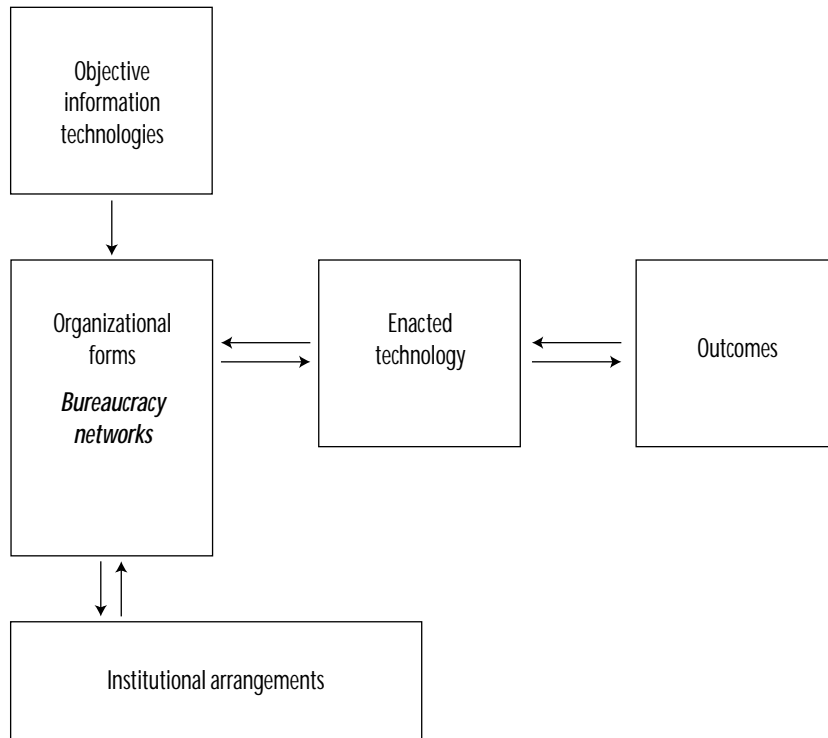 Objective
information
technologies
Organizational
forms
Bureaucracy
networks
Enacted
technology
Outcomes
Institutional arrangements